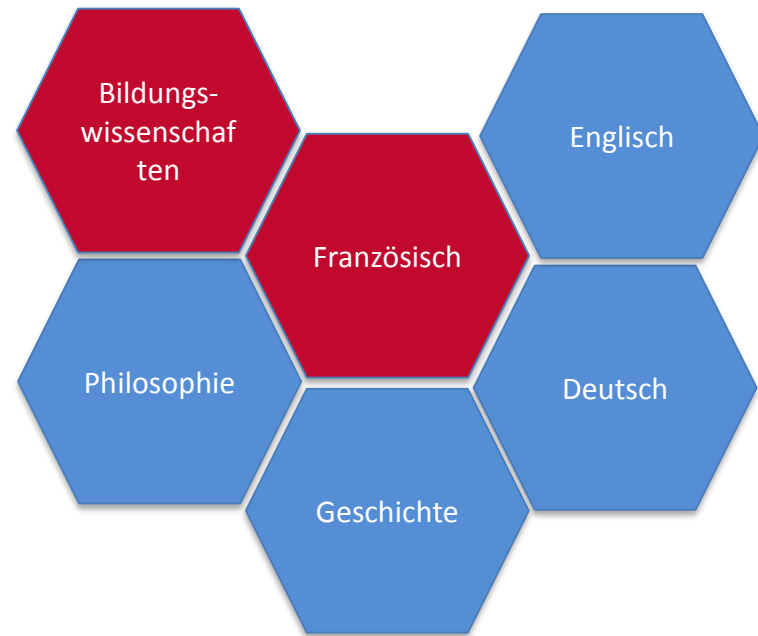 Bildungs-
wissenschaf
ten
Englisch
Französisch
Philosophie
Deutsch
Geschichte